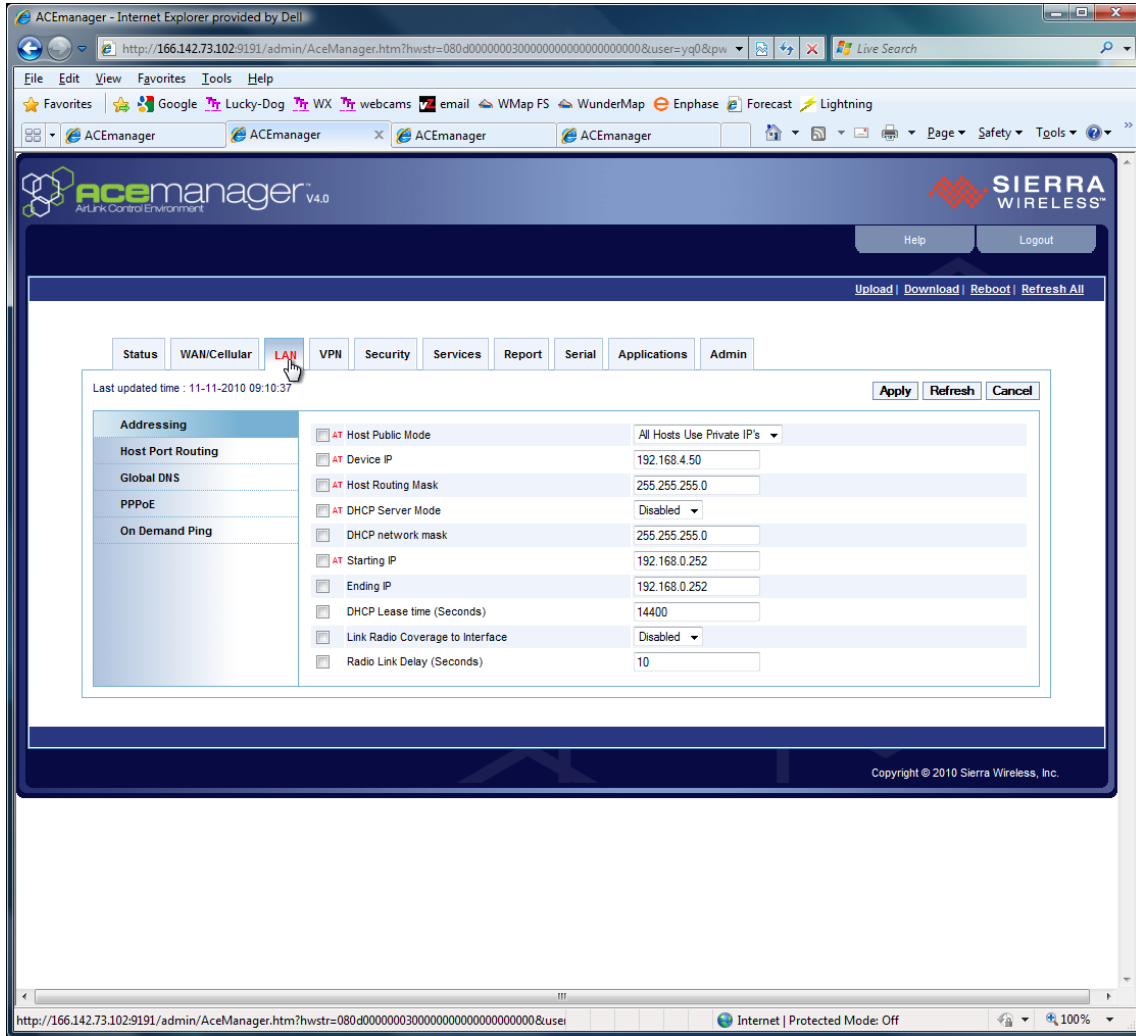 ACEmanager - Internet Explorer provided by Dell
http://166.142.73.102:9191/admin/AceManager.htm?hwstr=080d0000000300000000000000000000&user=yq0&pw
Live Search
File Edit View Favorites Tools Help
Favorites Google Lucky-Dog WX webcams email WMap FS WunderMap Enphase Forecast Lightning
ACEmanager ACEmanager x ACEmanager ACEmanager Page Safety Tools
acemanager™ V4.0
AirLink Control Environment
SIERRA
WIRELESS™
Help Logout
Upload | Download | Reboot | Refresh All
Status WAN/Cellular LAN VPN Security Services Report Serial Applications Admin
Last updated time : 11-11-2010 09:10:37
Apply Refresh Cancel
Addressing
Host Port Routing
Global DNS
PPPoE
On Demand Ping
AT Host Public Mode All Hosts Use Private IP's
AT Device IP 192.168.4.50
AT Host Routing Mask 255.255.255.0
AT DHCP Server Mode Disabled
DHCP network mask 255.255.255.0
AT Starting IP 192.168.0.252
Ending IP 192.168.0.252
DHCP Lease time (Seconds) 14400
Link Radio Coverage to Interface Disabled
Radio Link Delay (Seconds) 10
Copyright © 2010 Sierra Wireless, Inc.
http://166.142.73.102:9191/admin/AceManager.htm?hwstr=080d0000000300000000000000000000&user Internet | Protected Mode: Off 100%